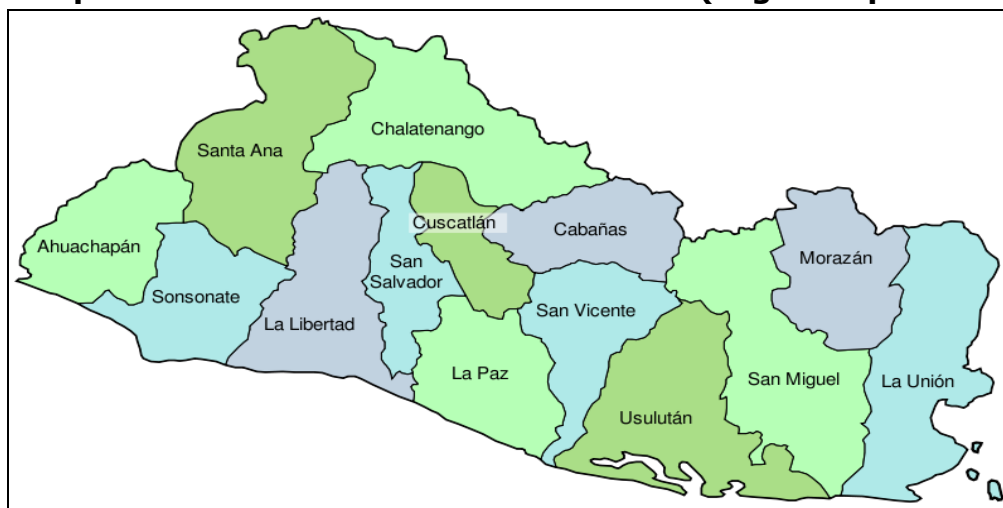 Chalatenango
Santa Ana
Cuscatlán
Cabañas
Ahuachapán
San
Salvador
Morazán
Sonsonate
La Libertad
San Vicente
La Paz
San Miguel
La Unión
Usulután